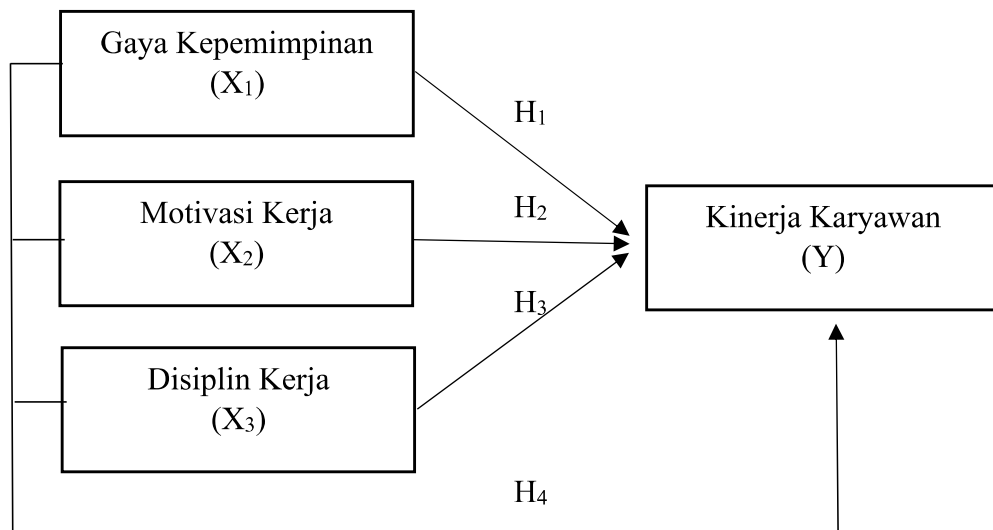 Gaya Kepemimpinan
(X₁)
H₁
Motivasi Kerja
(X₂)
H₂
Kinerja Karyawan
(Y)
H₃
Disiplin Kerja
(X₃)
H₄